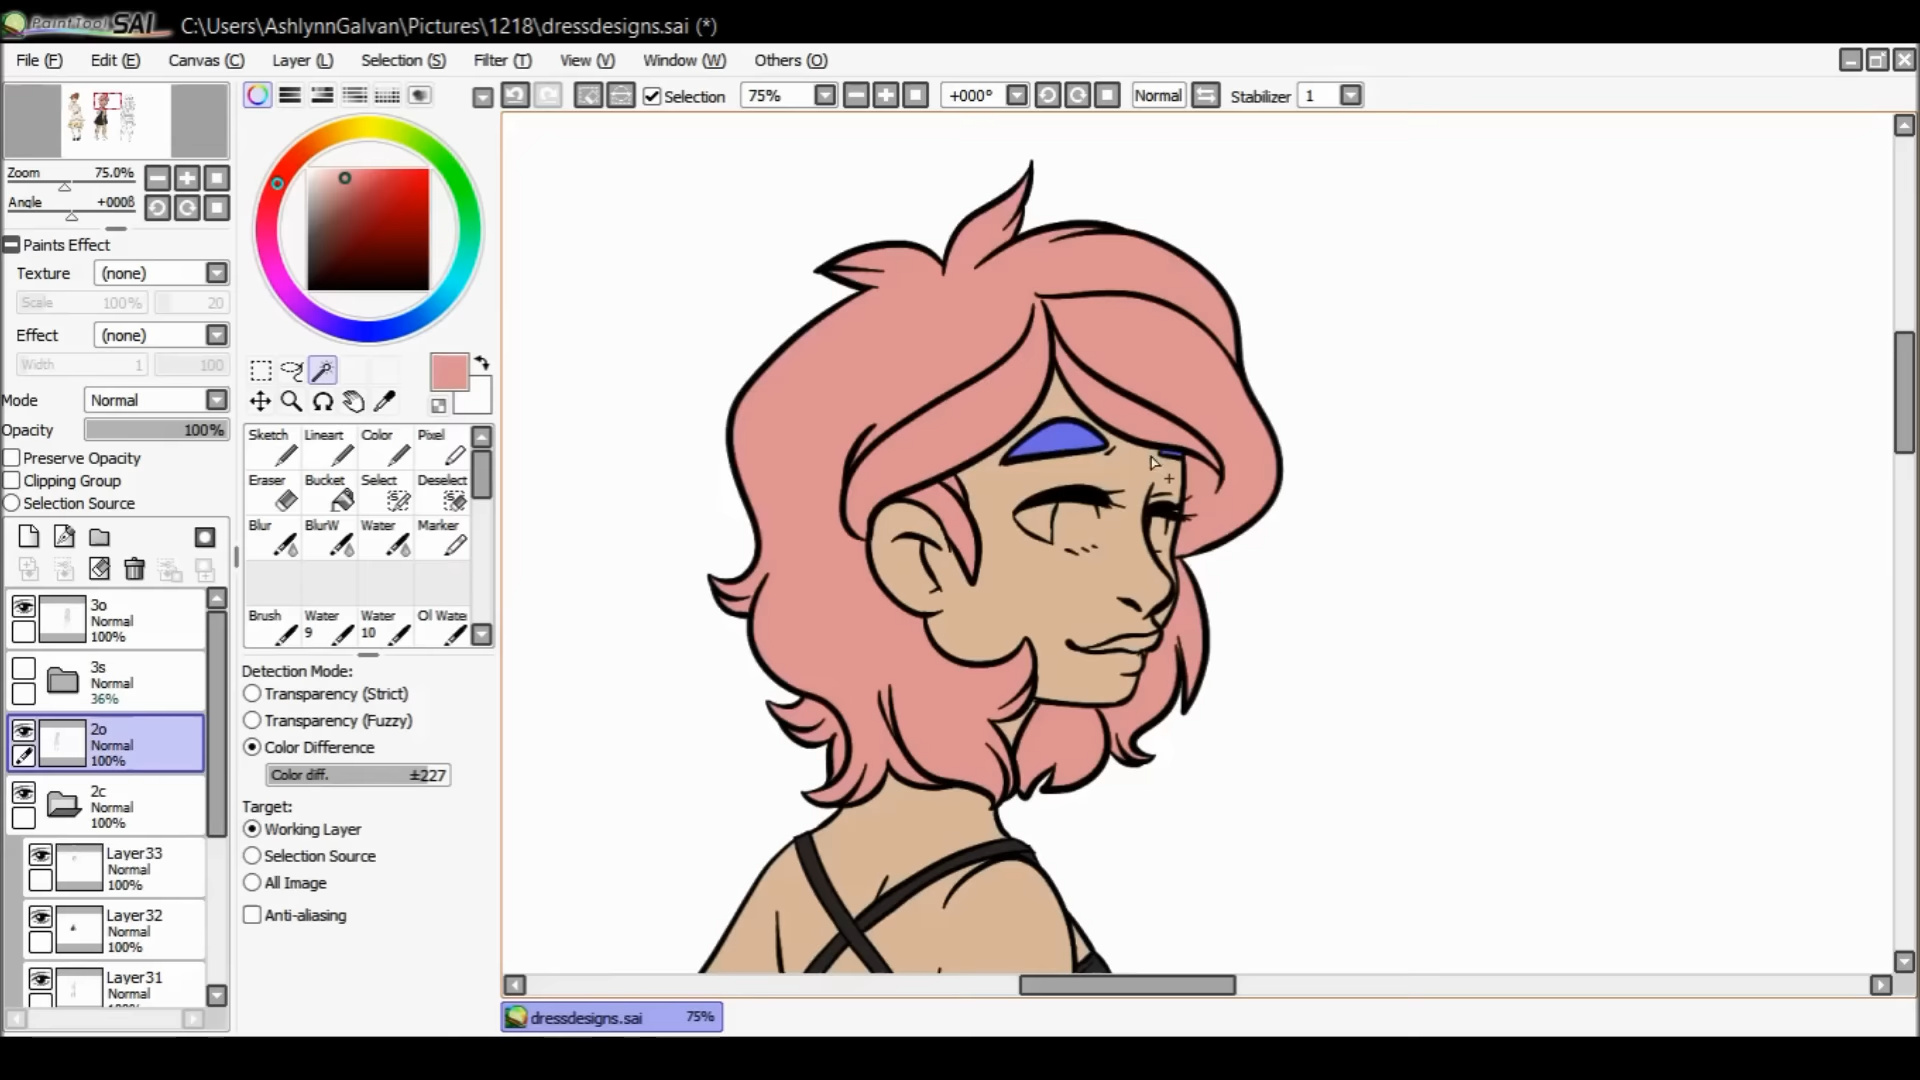 PaintTool SAI C:\Users\AshlynnGalvan\Pictures\1218\dressdesigns.sai (*)
File (F) Edit (E) Canvas (C) Layer (L) Selection (S) Filter (T) View (V) Window (W) Others (O)
Selection 75% +000° Normal Stabilizer 1
Zoom 75.0%
Angle +000ß
Paints Effect
Texture (none)
Scale 100% 20
Effect (none)
Width 1 100
Mode Normal
Opacity 100%
Preserve Opacity
Clipping Group
Selection Source
3o
Normal
100%
3s
Normal
36%
2o
Normal
100%
2c
Normal
100%
Layer33
Normal
100%
Layer32
Normal
100%
Layer31
Normal
Sketch Lineart Color Pixel
Eraser Bucket Select Deselect
Blur BlurW Water Marker
Brush Water 9 Water 10 Ol Wate
Detection Mode:
Transparency (Strict)
Transparency (Fuzzy)
Color Difference
Color diff. ±227
Target:
Working Layer
Selection Source
All Image
Anti-aliasing
dressdesigns.sai 75%